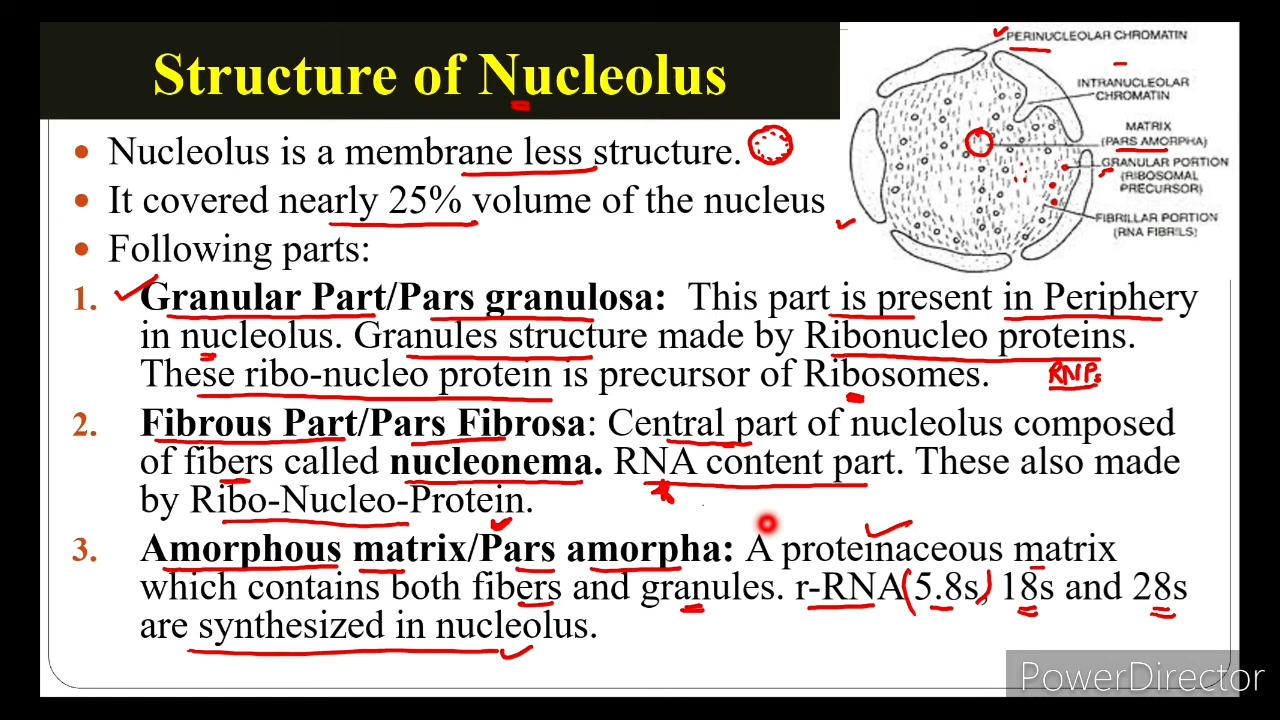 Structure of Nucleolus
• Nucleolus is a membrane less structure.
• It covered nearly 25% volume of the nucleus
• Following parts:
1. Granular Part/Pars granulosa: This part is present in Periphery
in nucleolus. Granules structure made by Ribonucleo proteins.
These ribo-nucleo protein is precursor of Ribosomes.
RNPs
2. Fibrous Part/Pars Fibrosa: Central part of nucleolus composed
of fibers called nucleonema. RNA content part. These also made
by Ribo-Nucleo-Protein.
3. Amorphous matrix/Pars amorpha: A proteinaceous matrix
which contains both fibers and granules. r-RNA(5.8s) 18s and 28s
are synthesized in nucleolus.
PERINUCLEOLAR CHROMATIN
INTRANUCLEOLAR
CHROMATIN
MATRIX
(PARS AMORPHA)
GRANULAR PORTION
(RIBOSOMAL
PRECURSOR)
FIBRILLAR PORTION
(RNA FIBRILS)
PowerDirector